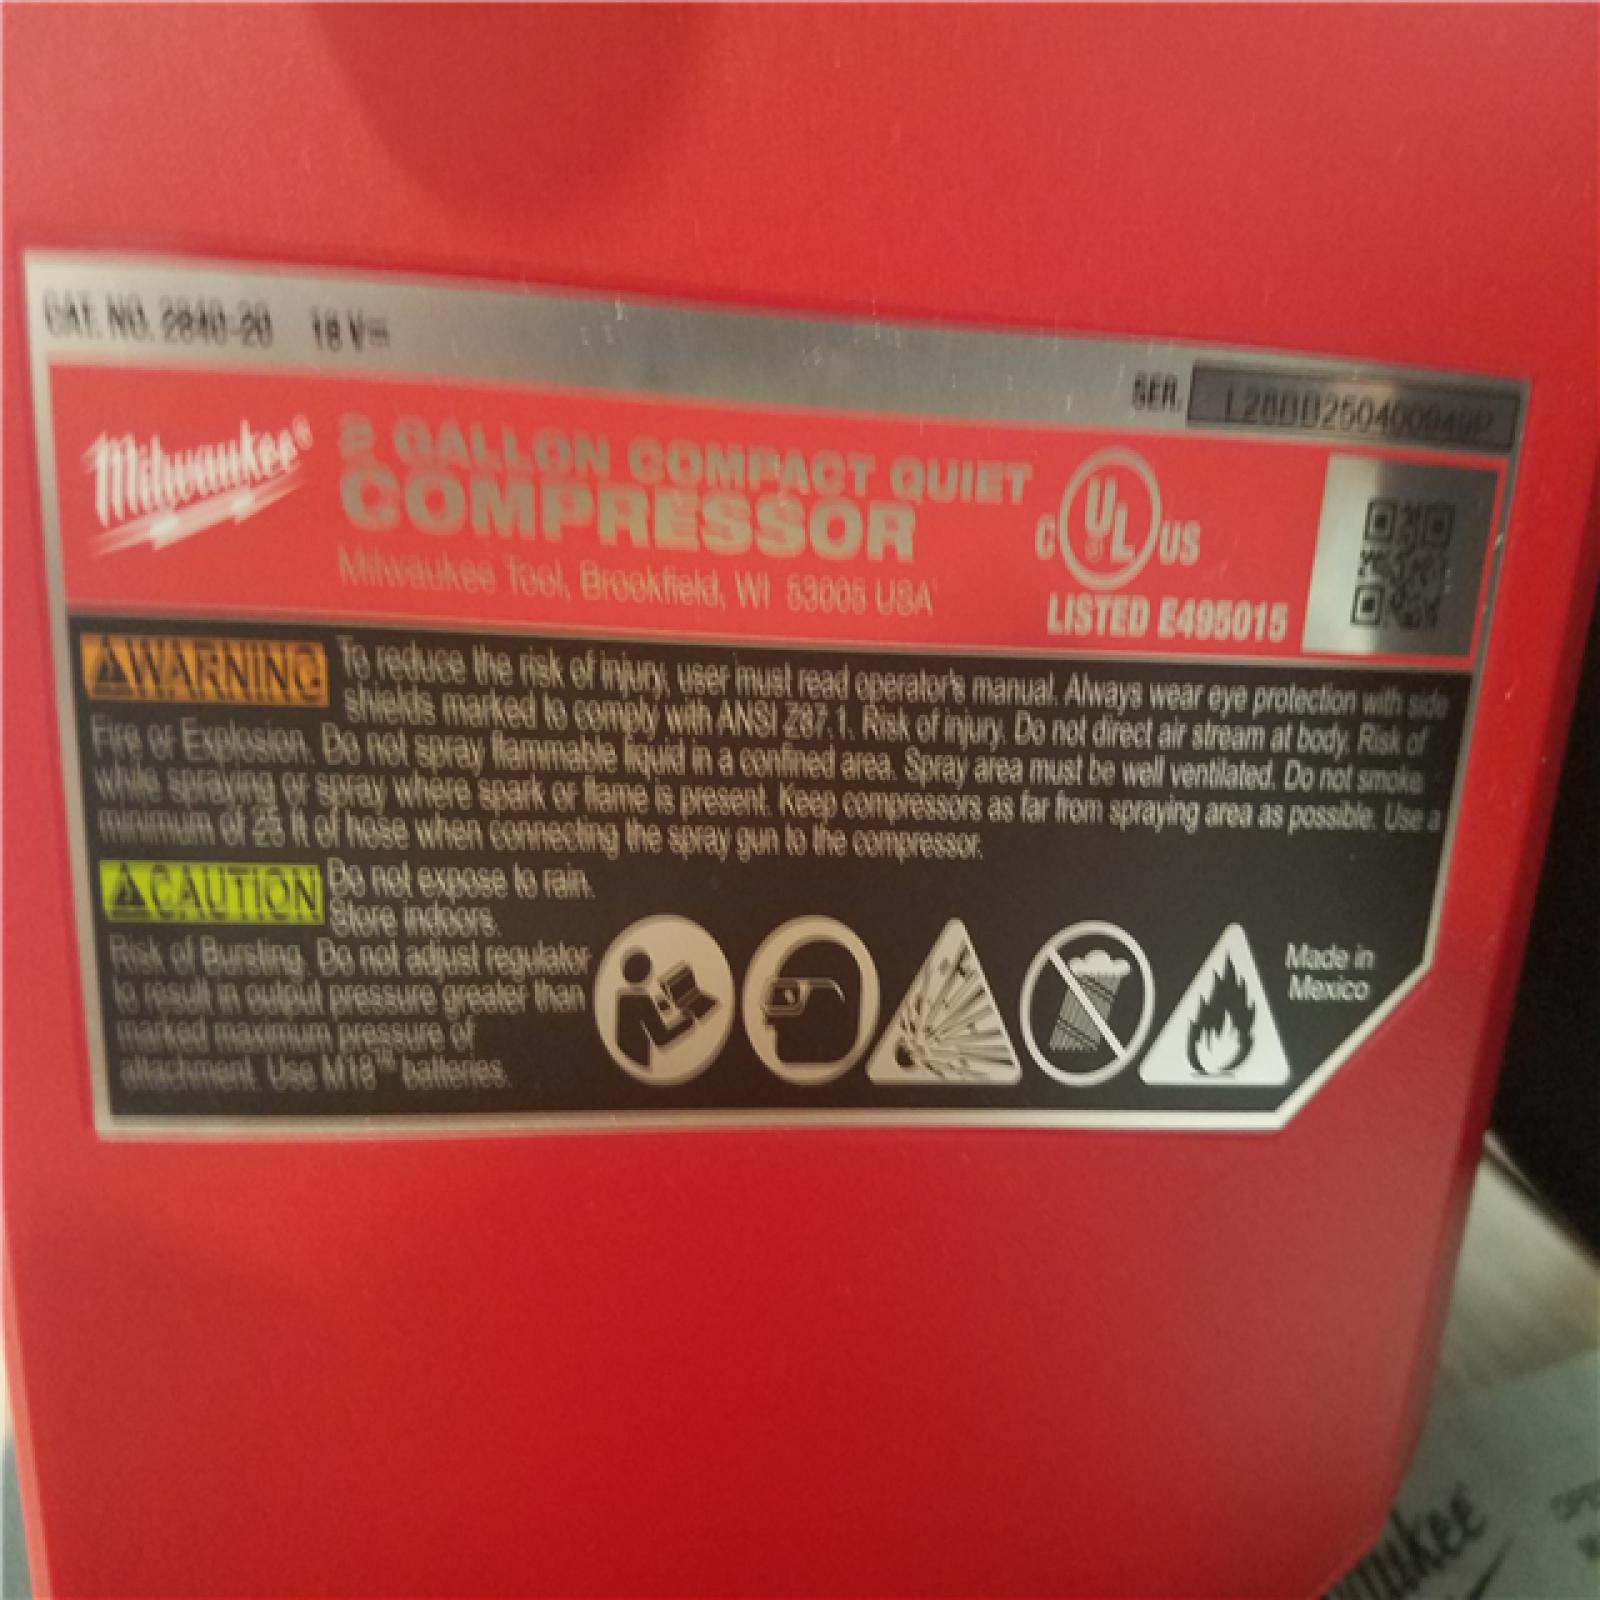 CAT. NO. 2840-20 18 V
SER. L28BB250400949P
Milwaukee®
2 GALLON COMPACT QUIET
COMPRESSOR
Milwaukee Tool, Brookfield, WI 53005 USA
C UL US
LISTED E495015
WARNING To reduce the risk of injury, user must read operator's manual. Always wear eye protection with side
shields marked to comply with ANSI Z87.1. Risk of injury. Do not direct air stream at body. Risk of
Fire or Explosion. Do not spray flammable liquid in a confined area. Spray area must be well ventilated. Do not smoke
while spraying or spray where spark or flame is present. Keep compressors as far from spraying area as possible. Use a
minimum of 25 ft of hose when connecting the spray gun to the compressor.
CAUTION Do not expose to rain.
Store indoors.
Risk of Bursting. Do not adjust regulator
to result in output pressure greater than
marked maximum pressure of
attachment. Use M18™ batteries.
Made in
Mexico